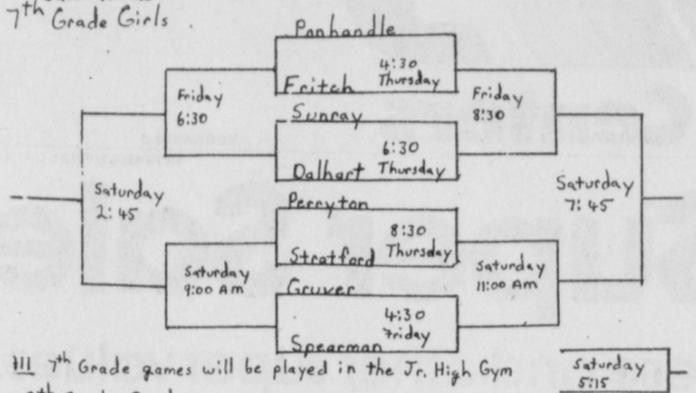 7th Grade Girls
Panhandle
4:30
Thursday
Fritch
Friday
6:30
Friday
8:30
Sunray
6:30
Thursday
Dalhart
Saturday
2:45
Saturday
7:45
Perryton
8:30
Thursday
Stratford
Saturday
9:00 Am
Saturday
11:00 Am
Gruver
4:30
Friday
Spearman
7th Grade games will be played in the Jr. High Gym
Saturday
5:15